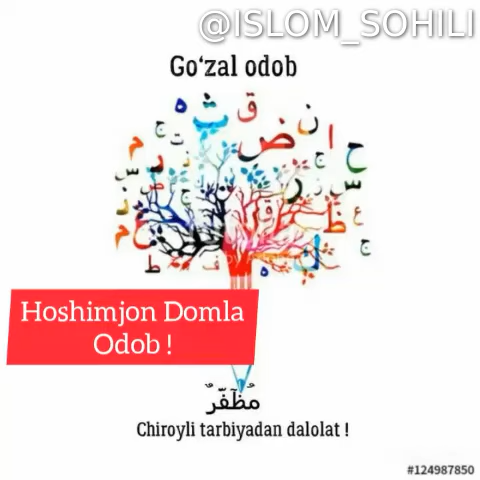 @ISLOM_SOHILI
Go‘zal odob
Hoshimjon Domla
Odob !
Chiroyli tarbiyadan dalolat !
#124987850